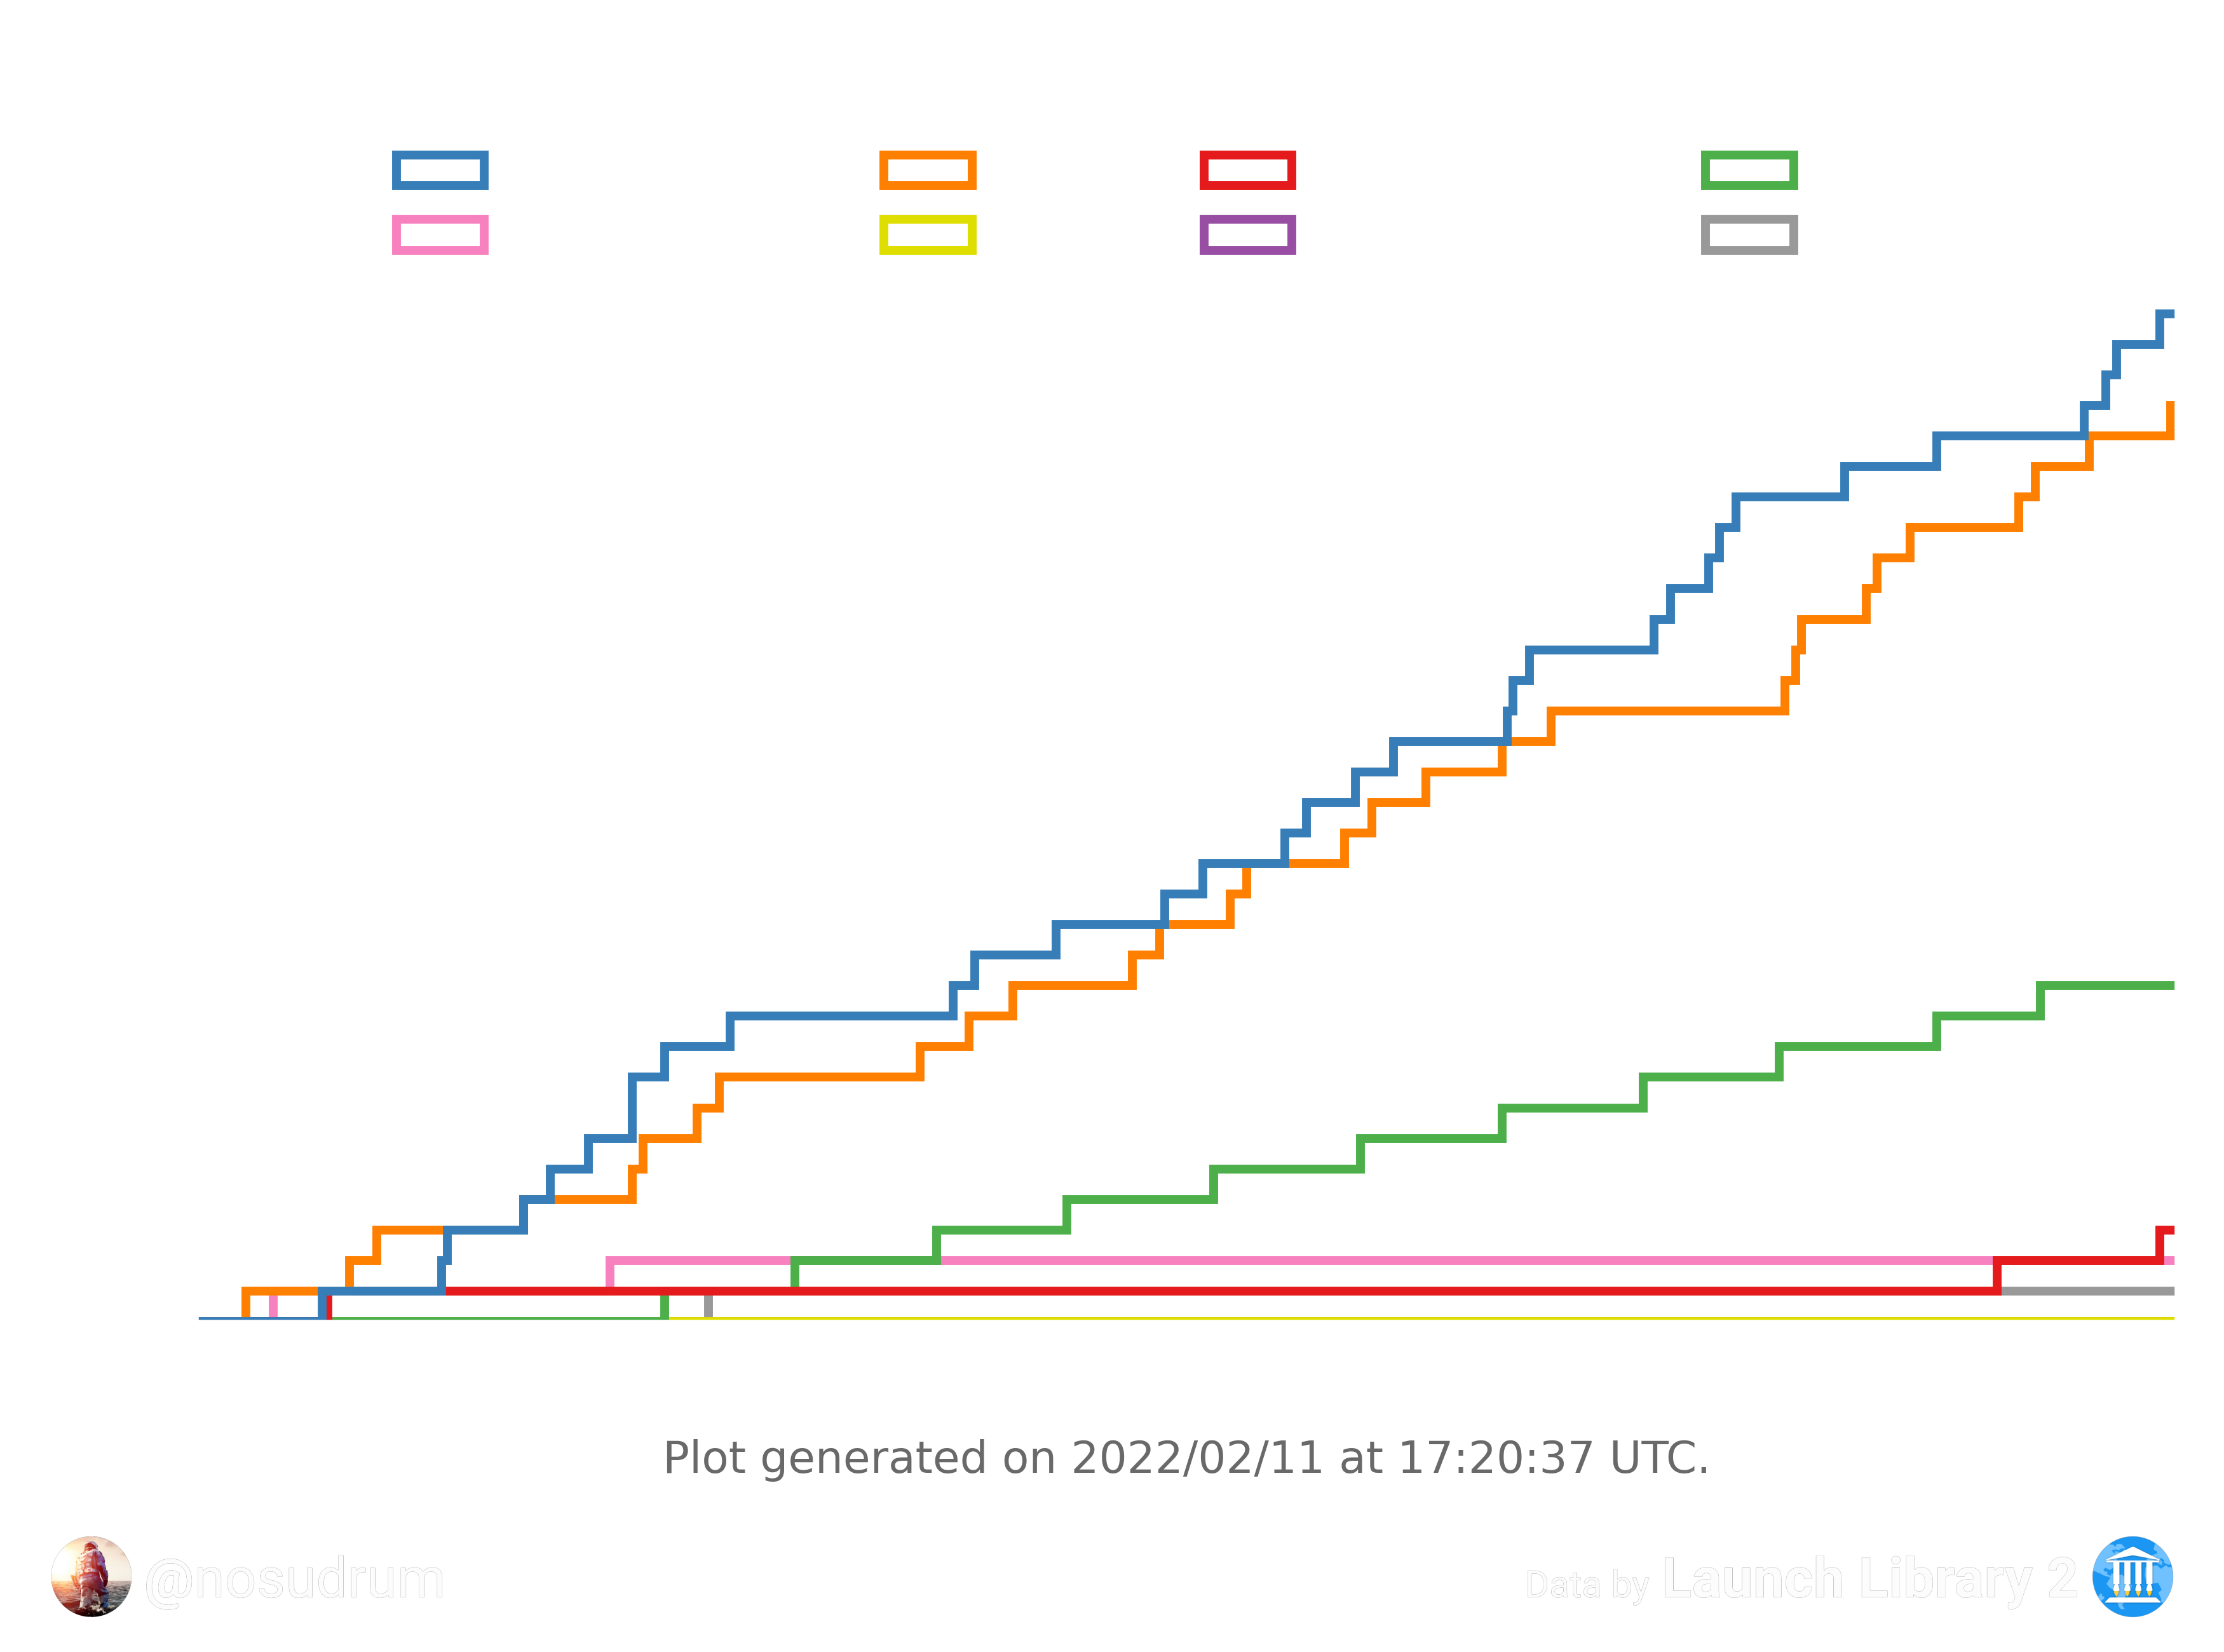 Plot generated on 2022/02/11 at 17:20:37 UTC.
@nosudrum
Data by Launch Library 2